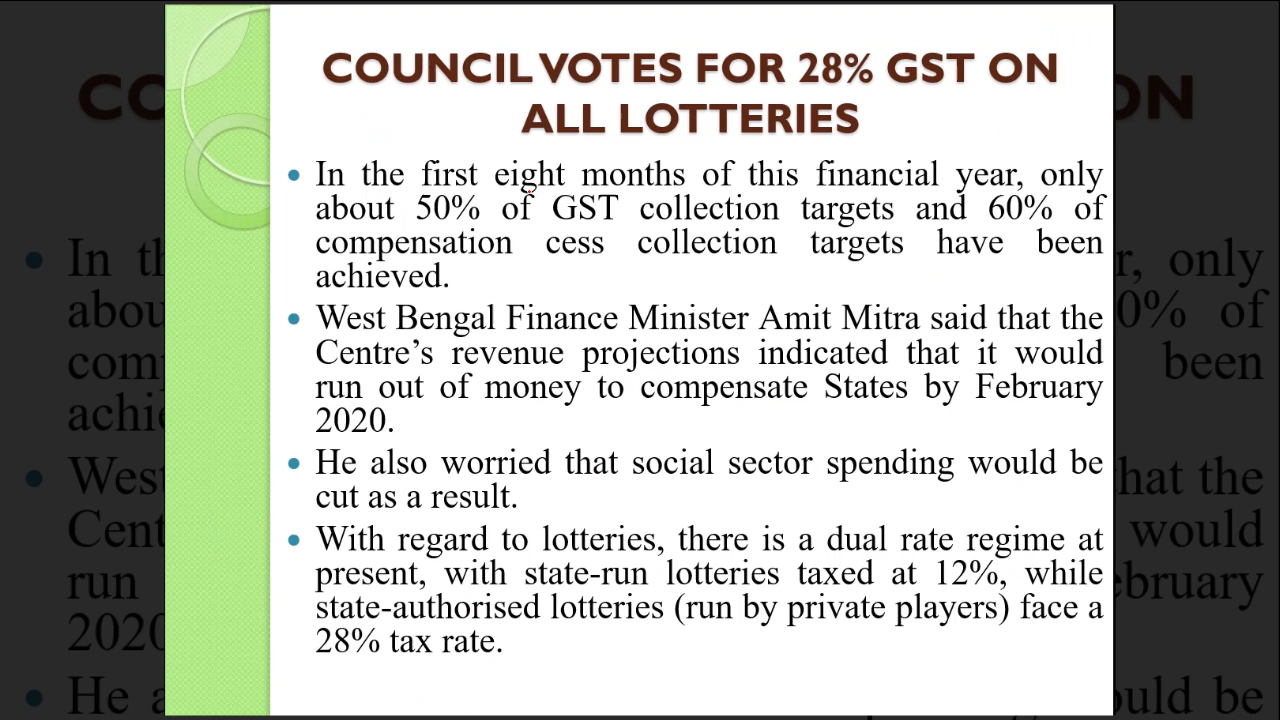 COUNCIL VOTES FOR 28% GST ON
ALL LOTTERIES
• In the first eight months of this financial year, only
about 50% of GST collection targets and 60% of
compensation cess collection targets have been
achieved.
• West Bengal Finance Minister Amit Mitra said that the
Centre's revenue projections indicated that it would
run out of money to compensate States by February
2020.
• He also worried that social sector spending would be
cut as a result.
• With regard to lotteries, there is a dual rate regime at
present, with state-run lotteries taxed at 12%, while
state-authorised lotteries (run by private players) face a
28% tax rate.